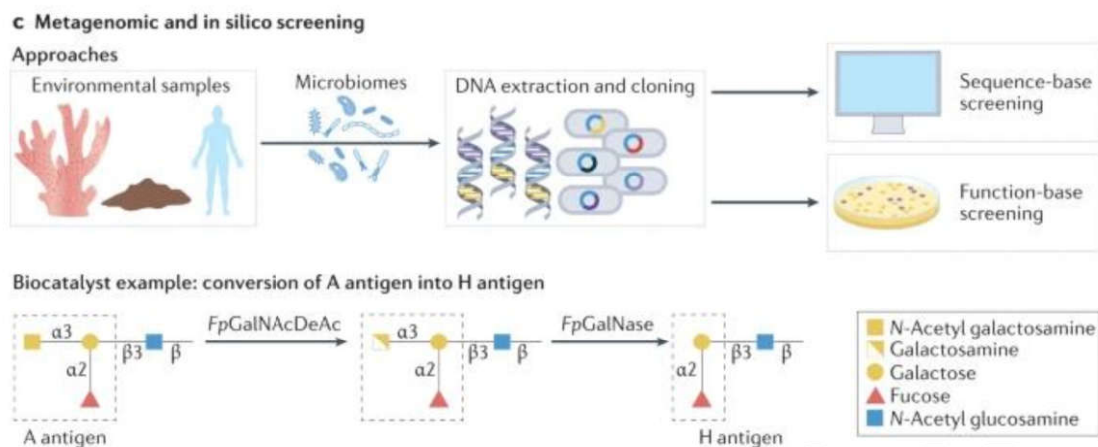 c Metagenomic and in silico screening
Approaches
Environmental samples
Microbiomes
DNA extraction and cloning
Sequence-base
screening
Function-base
screening
Biocatalyst example: conversion of A antigen into H antigen
α3
α2
β3
β
A antigen
FpGalNAcDeAc
α3
α2
β3
β
FpGalNase
α2
β3
β
H antigen
N-Acetyl galactosamine
Galactosamine
Galactose
Fucose
N-Acetyl glucosamine